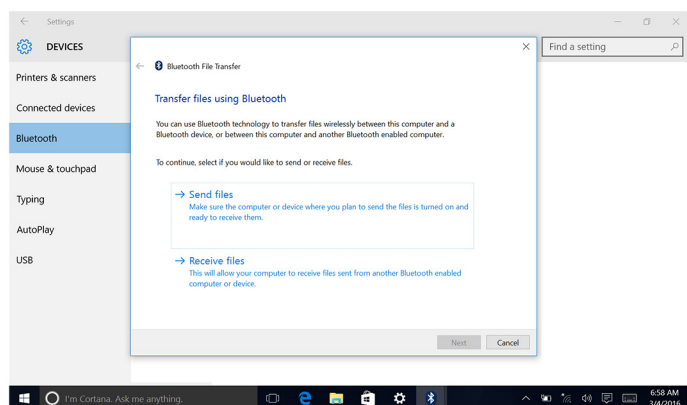 Settings
DEVICES
Find a setting
Printers & scanners
Connected devices
Bluetooth
Mouse & touchpad
Typing
AutoPlay
USB
Bluetooth File Transfer
Transfer files using Bluetooth
You can use Bluetooth technology to transfer files wirelessly between this computer and a
Bluetooth device, or between this computer and another Bluetooth enabled computer.
To continue, select if you would like to send or receive files.
Send files
Make sure the computer or device where you plan to send the files is turned on and
ready to receive them.
Receive files
This will allow your computer to receive files sent from another Bluetooth enabled
computer or device.
Next
Cancel
I'm Cortana. Ask me anything.
6:58 AM
3/4/2016